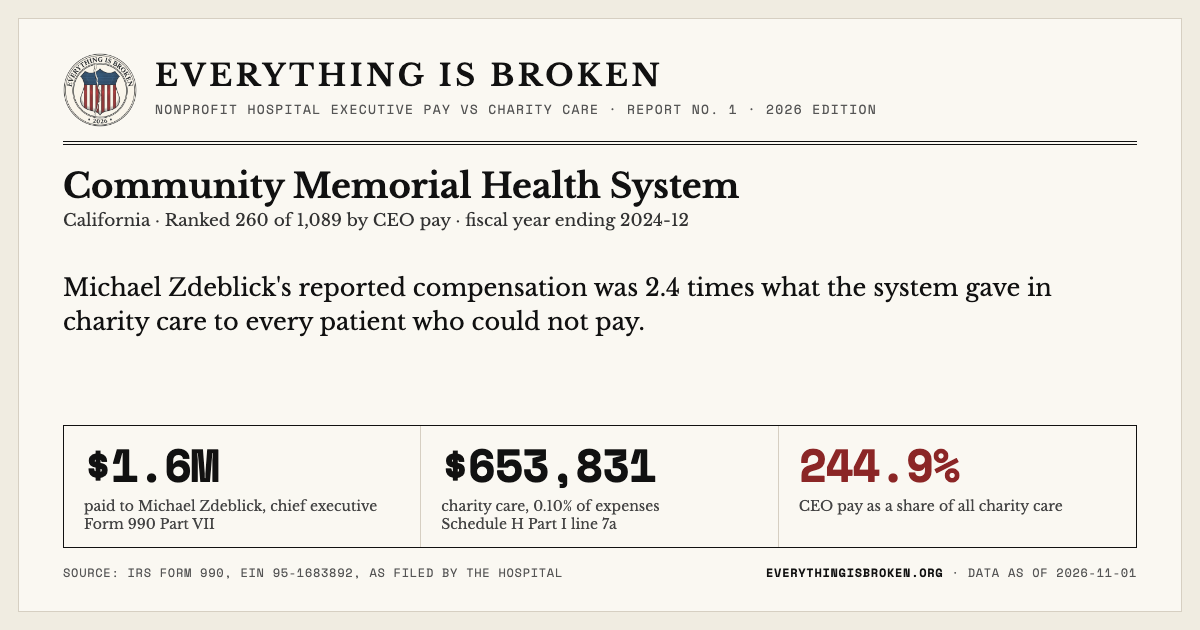 EVERYTHING IS BROKEN
2026
EVERYTHING IS BROKEN
NONPROFIT HOSPITAL EXECUTIVE PAY VS CHARITY CARE · REPORT NO. 1 · 2026 EDITION
Community Memorial Health System
California · Ranked 260 of 1,089 by CEO pay · fiscal year ending 2024-12
Michael Zdeblick's reported compensation was 2.4 times what the system gave in
charity care to every patient who could not pay.
$1.6M
paid to Michael Zdeblick, chief executive
Form 990 Part VII
$653,831
charity care, 0.10% of expenses
Schedule H Part I line 7a
244.9%
CEO pay as a share of all charity care
SOURCE: IRS FORM 990, EIN 95-1683892, AS FILED BY THE HOSPITAL
EVERYTHINGISBROKEN.ORG · DATA AS OF 2026-11-01